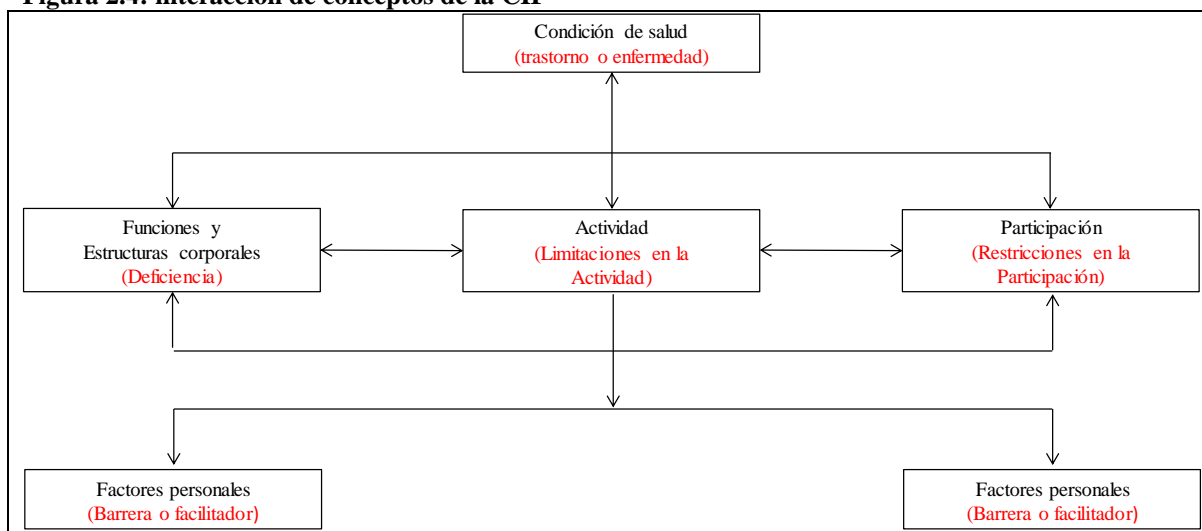 Figura 2.4: Interacción de conceptos de la CIF
Condición de salud
(trastorno o enfermedad)
Funciones y
Estructuras corporales
(Deficiencia)
Actividad
(Limitaciones en la
Actividad)
Participación
(Restricciones en la
Participación)
Factores personales
(Barrera o facilitador)
Factores personales
(Barrera o facilitador)